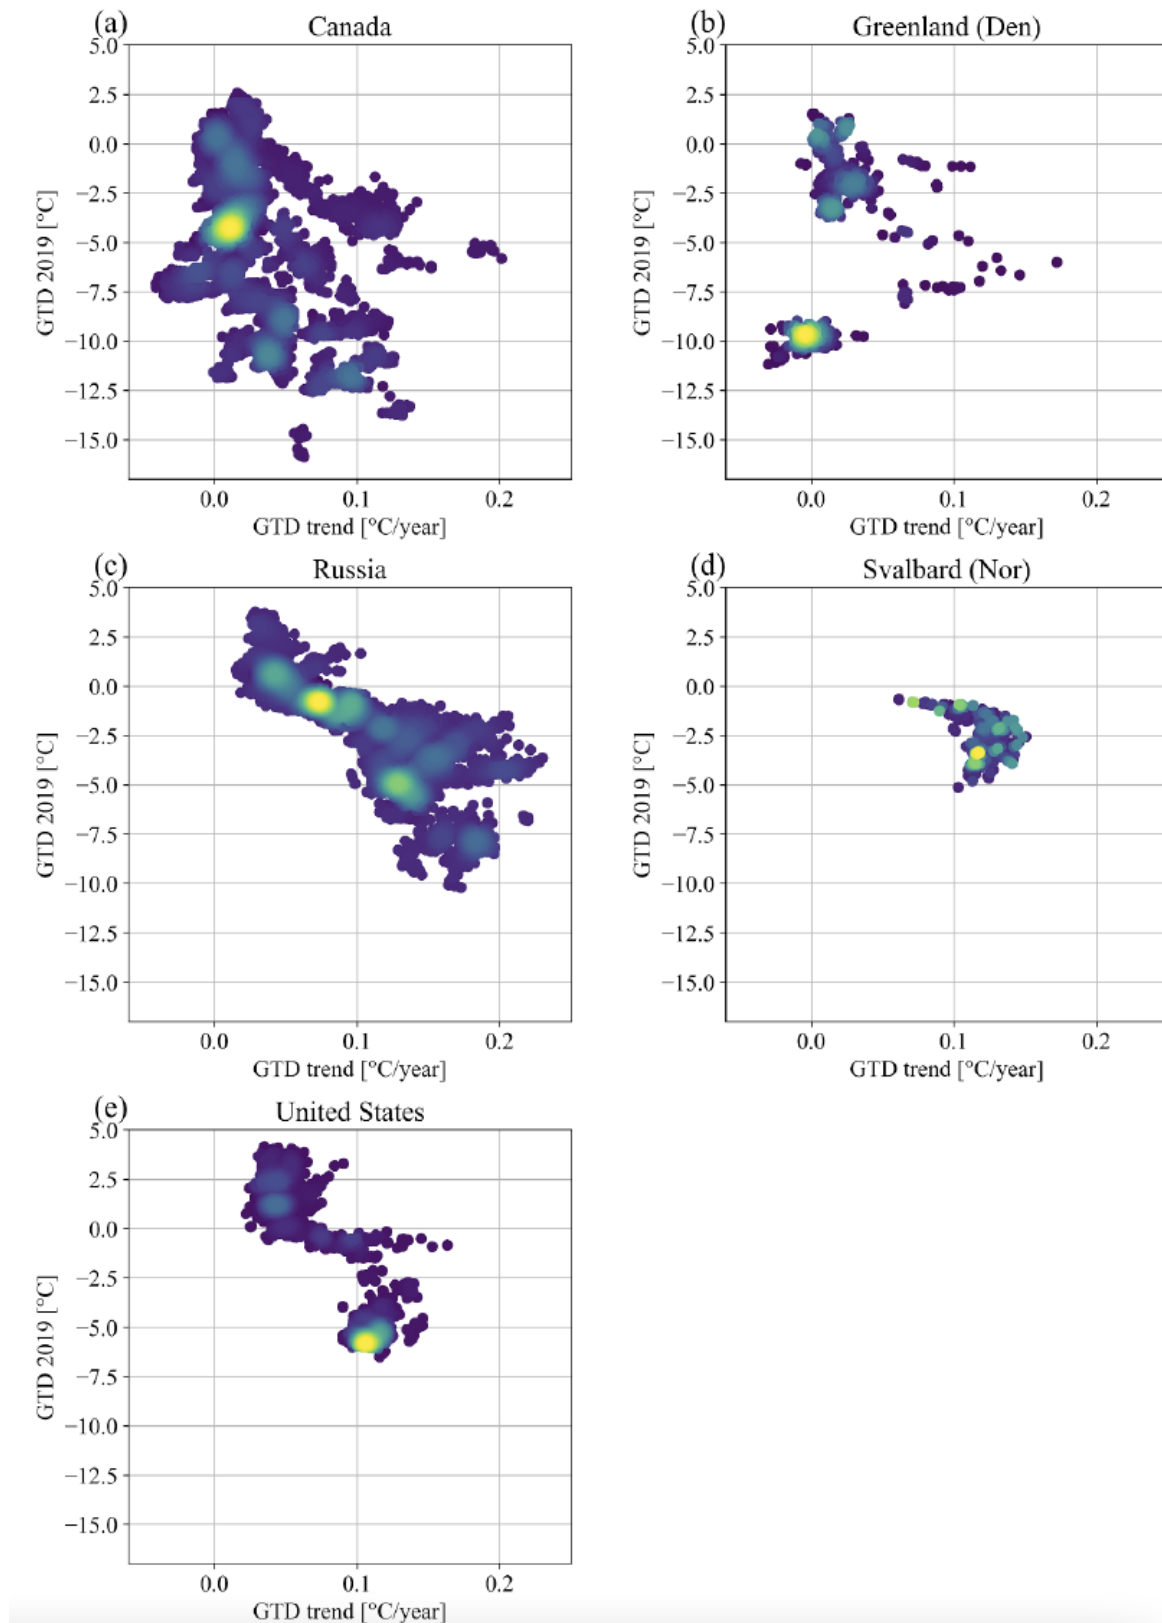 (a) Canada
5.0
2.5
0.0
−2.5
−5.0
−7.5
−10.0
−12.5
−15.0
GTD 2019 [°C]
0.0 0.1 0.2
GTD trend [°C/year]
(b) Greenland (Den)
5.0
2.5
0.0
−2.5
−5.0
−7.5
−10.0
−12.5
−15.0
GTD 2019 [°C]
0.0 0.1 0.2
GTD trend [°C/year]
(c) Russia
5.0
2.5
0.0
−2.5
−5.0
−7.5
−10.0
−12.5
−15.0
GTD 2019 [°C]
0.0 0.1 0.2
GTD trend [°C/year]
(d) Svalbard (Nor)
5.0
2.5
0.0
−2.5
−5.0
−7.5
−10.0
−12.5
−15.0
GTD 2019 [°C]
0.0 0.1 0.2
GTD trend [°C/year]
(e) United States
5.0
2.5
0.0
−2.5
−5.0
−7.5
−10.0
−12.5
−15.0
GTD 2019 [°C]
0.0 0.1 0.2
GTD trend [°C/year]